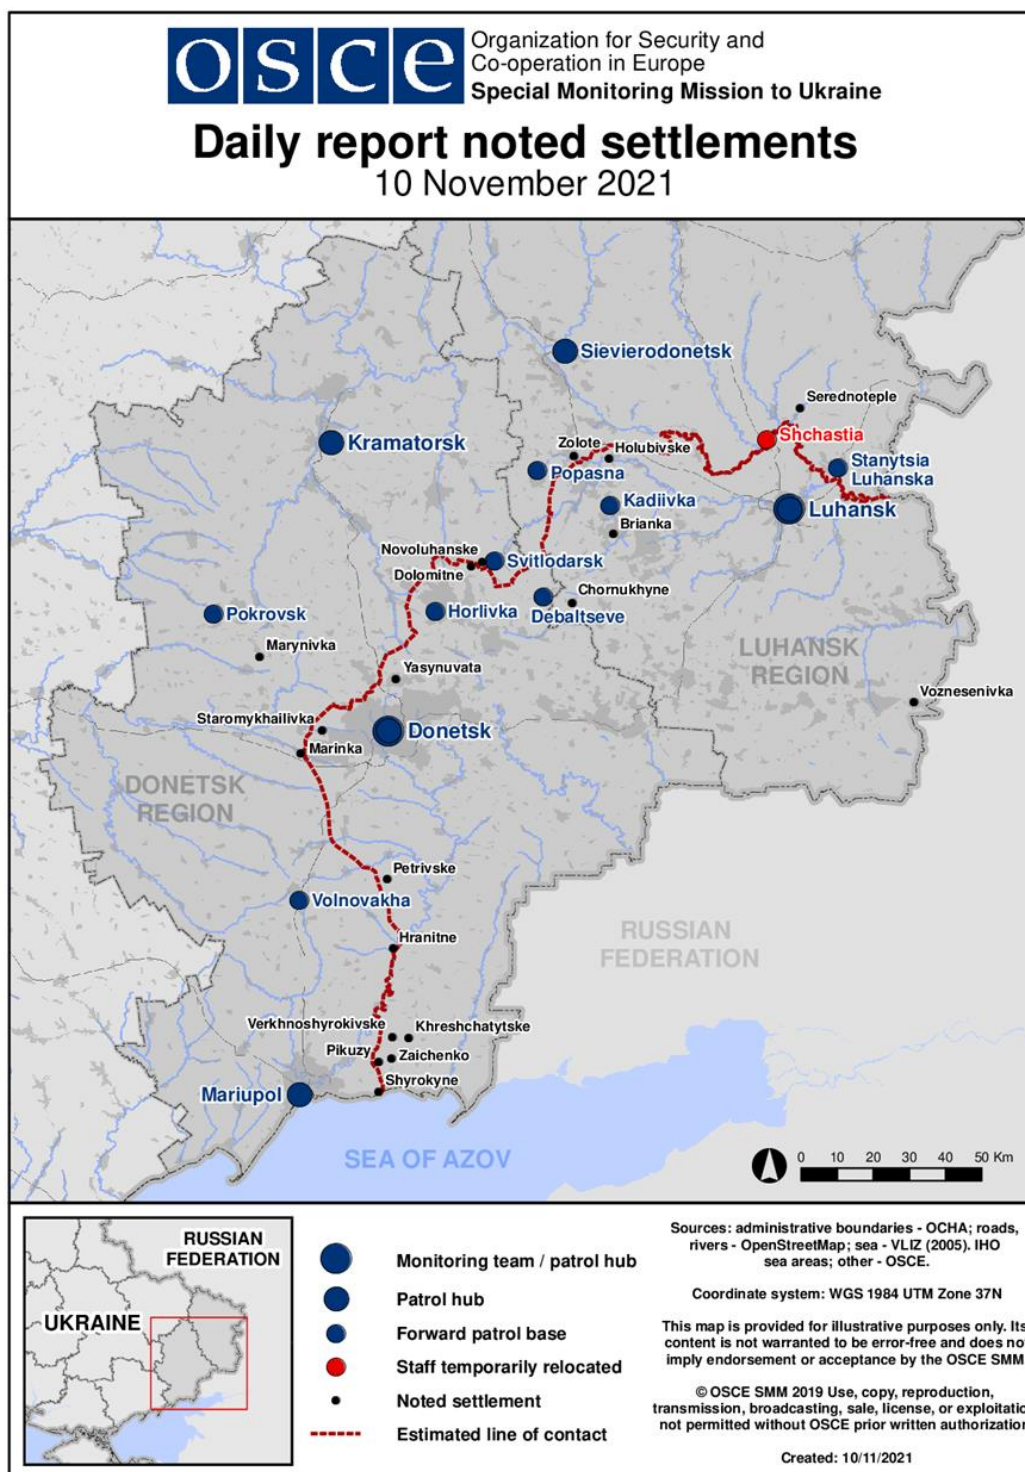 osce
Organization for Security and
Co-operation in Europe
Special Monitoring Mission to Ukraine
Daily report noted settlements
10 November 2021
Sievierodonetsk
Serednoteple
Kramatorsk
Shchastia
Zolote
Holubivske
Popasna
Stanytsia
Luhanska
Kadiivka
Luhansk
Brianka
Novoluhanske
Svitlodarsk
Dolomitne
Chornukhyne
Pokrovsk
Horlivka
Debaltseve
Marynivka
LUHANSK
REGION
Yasynuvata
Voznesenivka
Staromykhailivka
Donetsk
Marinka
DONETSK
REGION
Petrivske
Volnovakha
Hranitne
RUSSIAN
FEDERATION
Verkhnoshyrokivske
Khreshchatytske
Pikuzy
Zaichenko
Shyrokyne
Mariupol
SEA OF AZOV
0 10 20 30 40 50 Km
RUSSIAN
FEDERATION
UKRAINE
Monitoring team / patrol hub
Patrol hub
Forward patrol base
Staff temporarily relocated
Noted settlement
Estimated line of contact
Sources: administrative boundaries - OCHA; roads,
rivers - OpenStreetMap; sea - VLIZ (2005). IHO
sea areas; other - OSCE.
Coordinate system: WGS 1984 UTM Zone 37N
This map is provided for illustrative purposes only. Its
content is not warranted to be error-free and does no
imply endorsement or acceptance by the OSCE SMM
© OSCE SMM 2019 Use, copy, reproduction,
transmission, broadcasting, sale, license, or exploitatio
not permitted without OSCE prior written authorization
Created: 10/11/2021